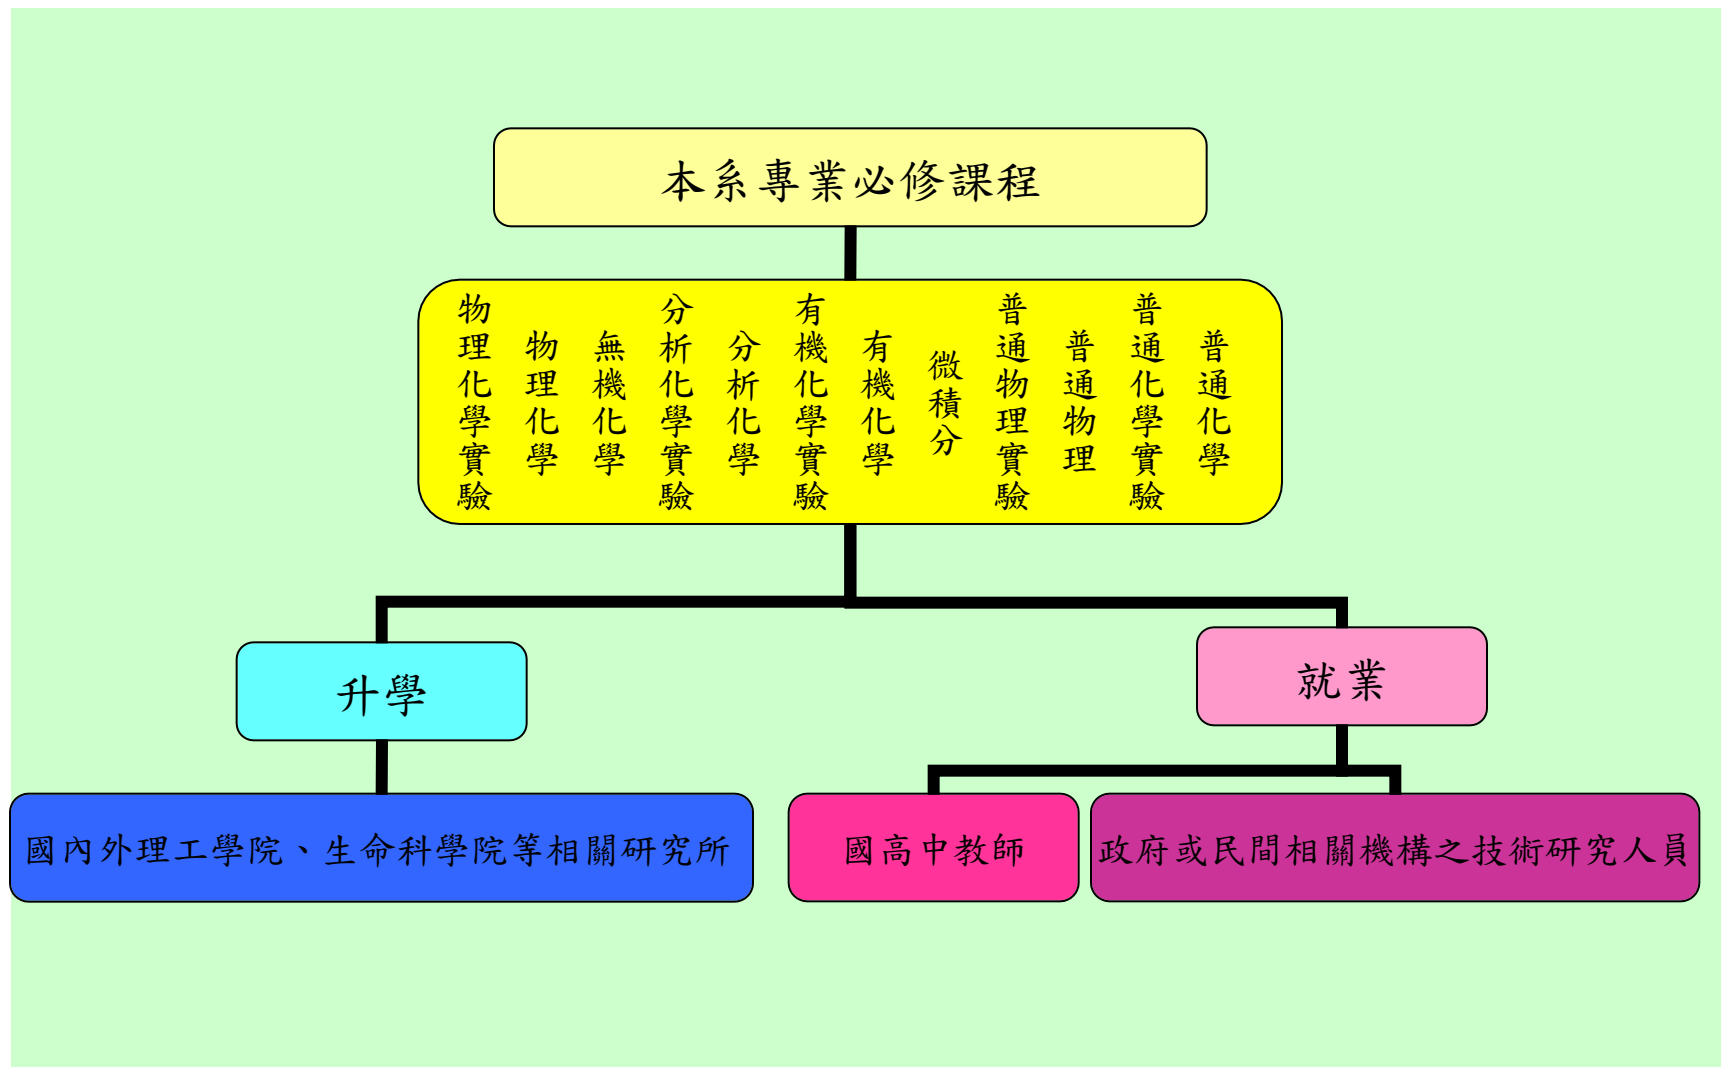 本系專業必修課程
普通化學
普通化學實驗
普通物理
普通物理實驗
微積分
有機化學
有機化學實驗
分析化學
分析化學實驗
無機化學
物理化學
物理化學實驗
升學
就業
國內外理工學院、生命科學院等相關研究所
國高中教師
政府或民間相關機構之技術研究人員